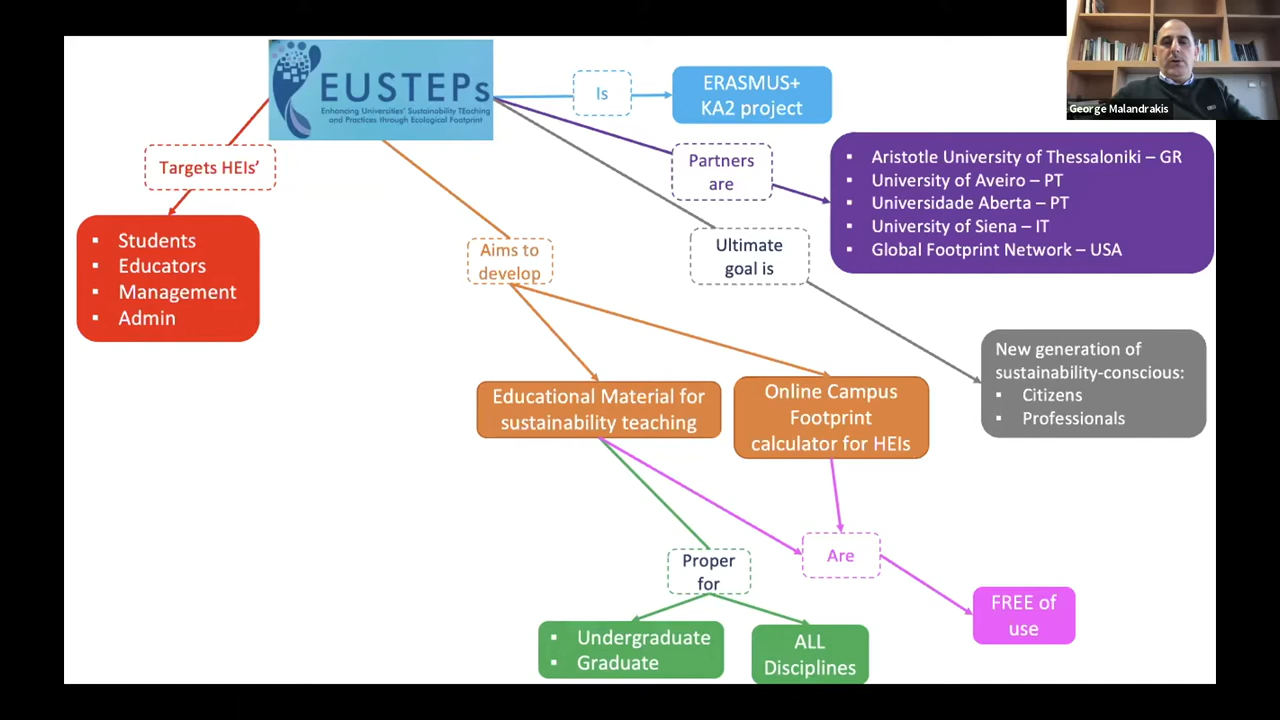 EUSTEPs
Enhancing Universities' Sustainability TEaching
and Practices through Ecological Footprint
Is
ERASMUS+
KA2 project
George Malandrakis
Targets HEIs’
▪ Students
▪ Educators
▪ Management
▪ Admin
Partners
are
▪ Aristotle University of Thessaloniki – GR
▪ University of Aveiro – PT
▪ Universidade Aberta – PT
▪ University of Siena – IT
▪ Global Footprint Network – USA
Aims to
develop
Ultimate
goal is
New generation of
sustainability-conscious:
▪ Citizens
▪ Professionals
Educational Material for
sustainability teaching
Online Campus
Footprint
calculator for HEIs
Proper
for
Are
FREE of
use
▪ Undergraduate
▪ Graduate
ALL
Disciplines